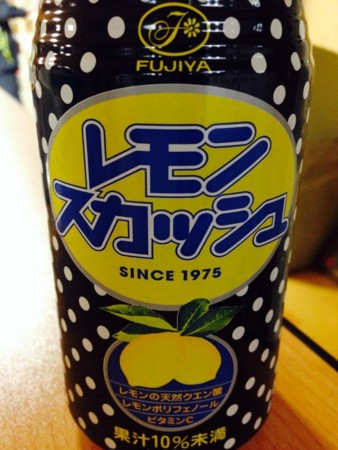 FUJIYA
レモン
スカッシュ
SINCE 1975
レモンの天然クエン酸
レモンポリフェノール
ビタミンC
果汁10%未満